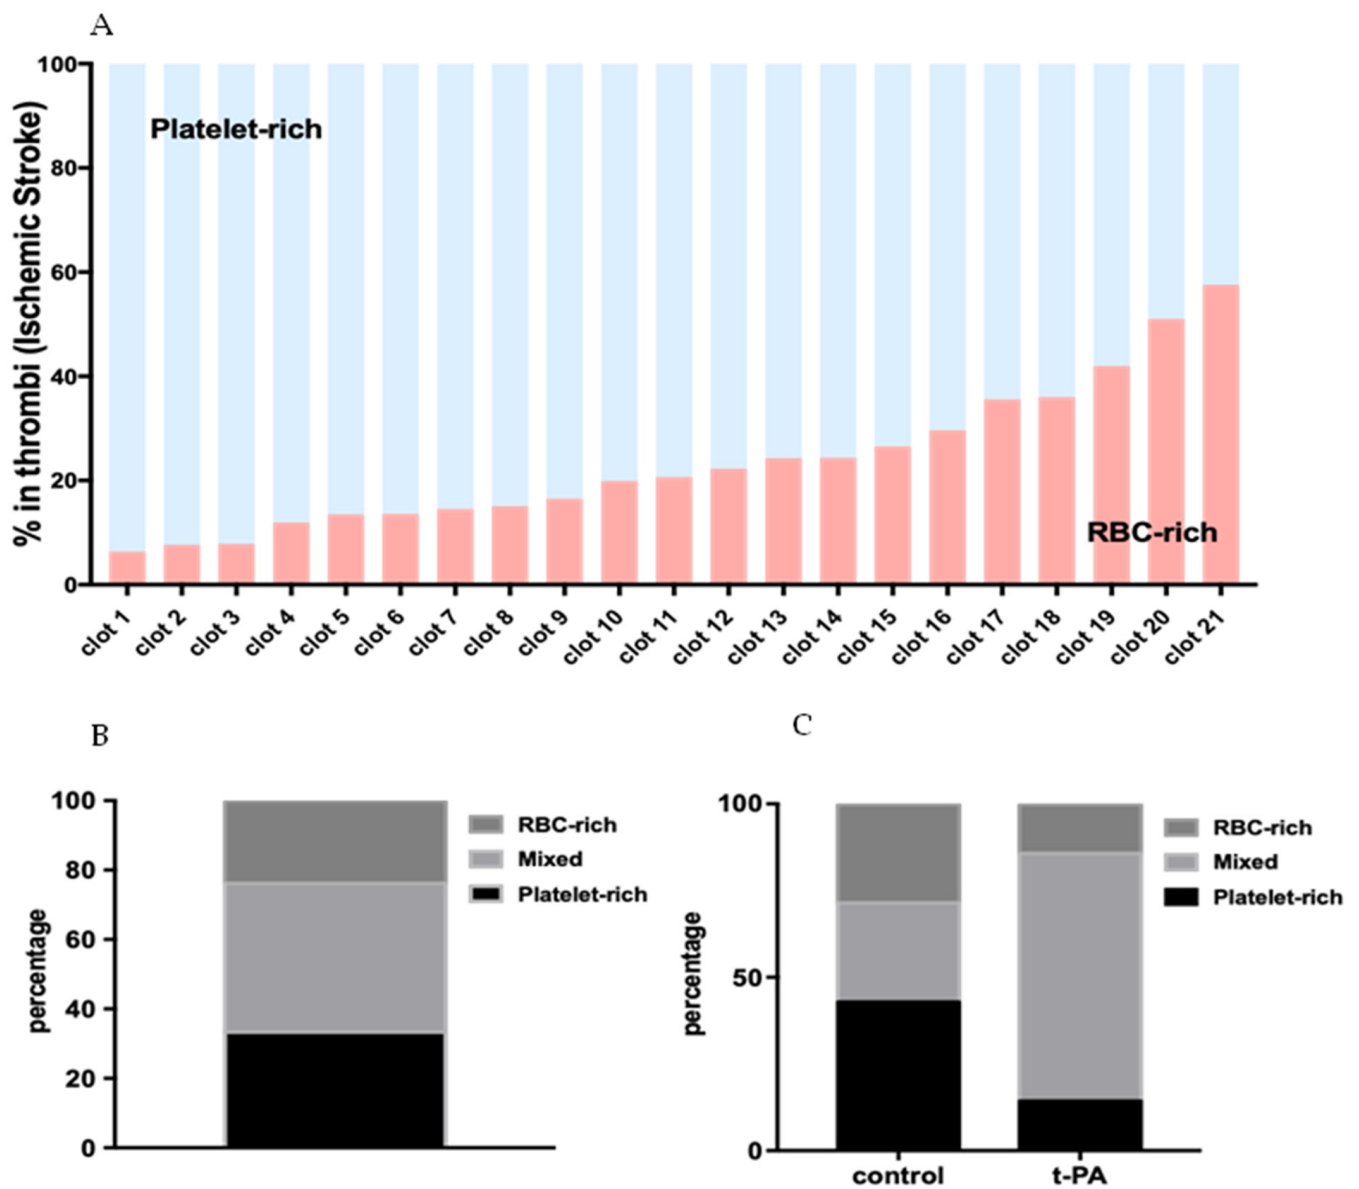 A
% in thrombi (Ischemic Stroke)
100
80
60
40
20
0
Platelet-rich
RBC-rich
clot 1
clot 2
clot 3
clot 4
clot 5
clot 6
clot 7
clot 8
clot 9
clot 10
clot 11
clot 12
clot 13
clot 14
clot 15
clot 16
clot 17
clot 18
clot 19
clot 20
clot 21
B
percentage
100
80
60
40
20
0
RBC-rich
Mixed
Platelet-rich
C
percentage
100
50
0
control
t-PA
RBC-rich
Mixed
Platelet-rich